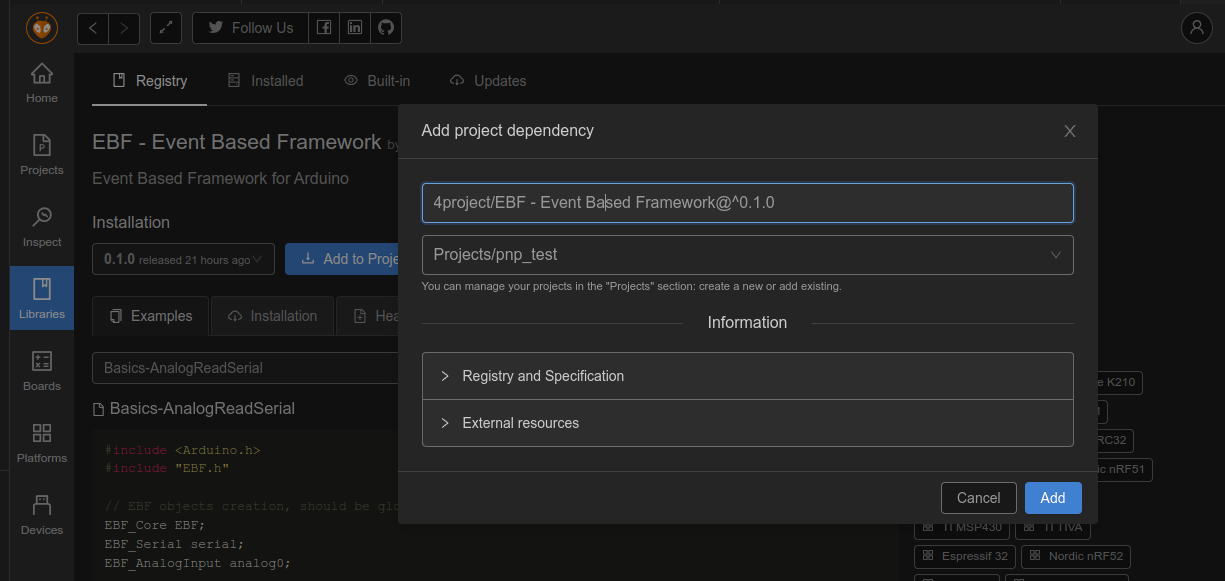 Follow Us
Home
Projects
Inspect
Libraries
Boards
Platforms
Devices
Registry
Installed
Built-in
Updates
EBF - Event Based Framework by
Event Based Framework for Arduino
Installation
0.1.0 released 21 hours ago
Add to Proje
Examples
Installation
Hea
Basics-AnalogReadSerial
Basics-AnalogReadSerial
#include <Arduino.h>
#include "EBF.h"
// EBF objects creation, should be glo
EBF_Core EBF;
EBF_Serial serial;
EBF_AnalogInput analog0;
Add project dependency
4project/EBF - Event Based Framework@^0.1.0
Projects/pnp_test
You can manage your projects in the "Projects" section: create a new or add existing.
Information
Registry and Specification
External resources
Cancel
Add
e K210
RC32
ic nRF51
TI MSP430
TI TIVA
Espressif 32
Nordic nRF52